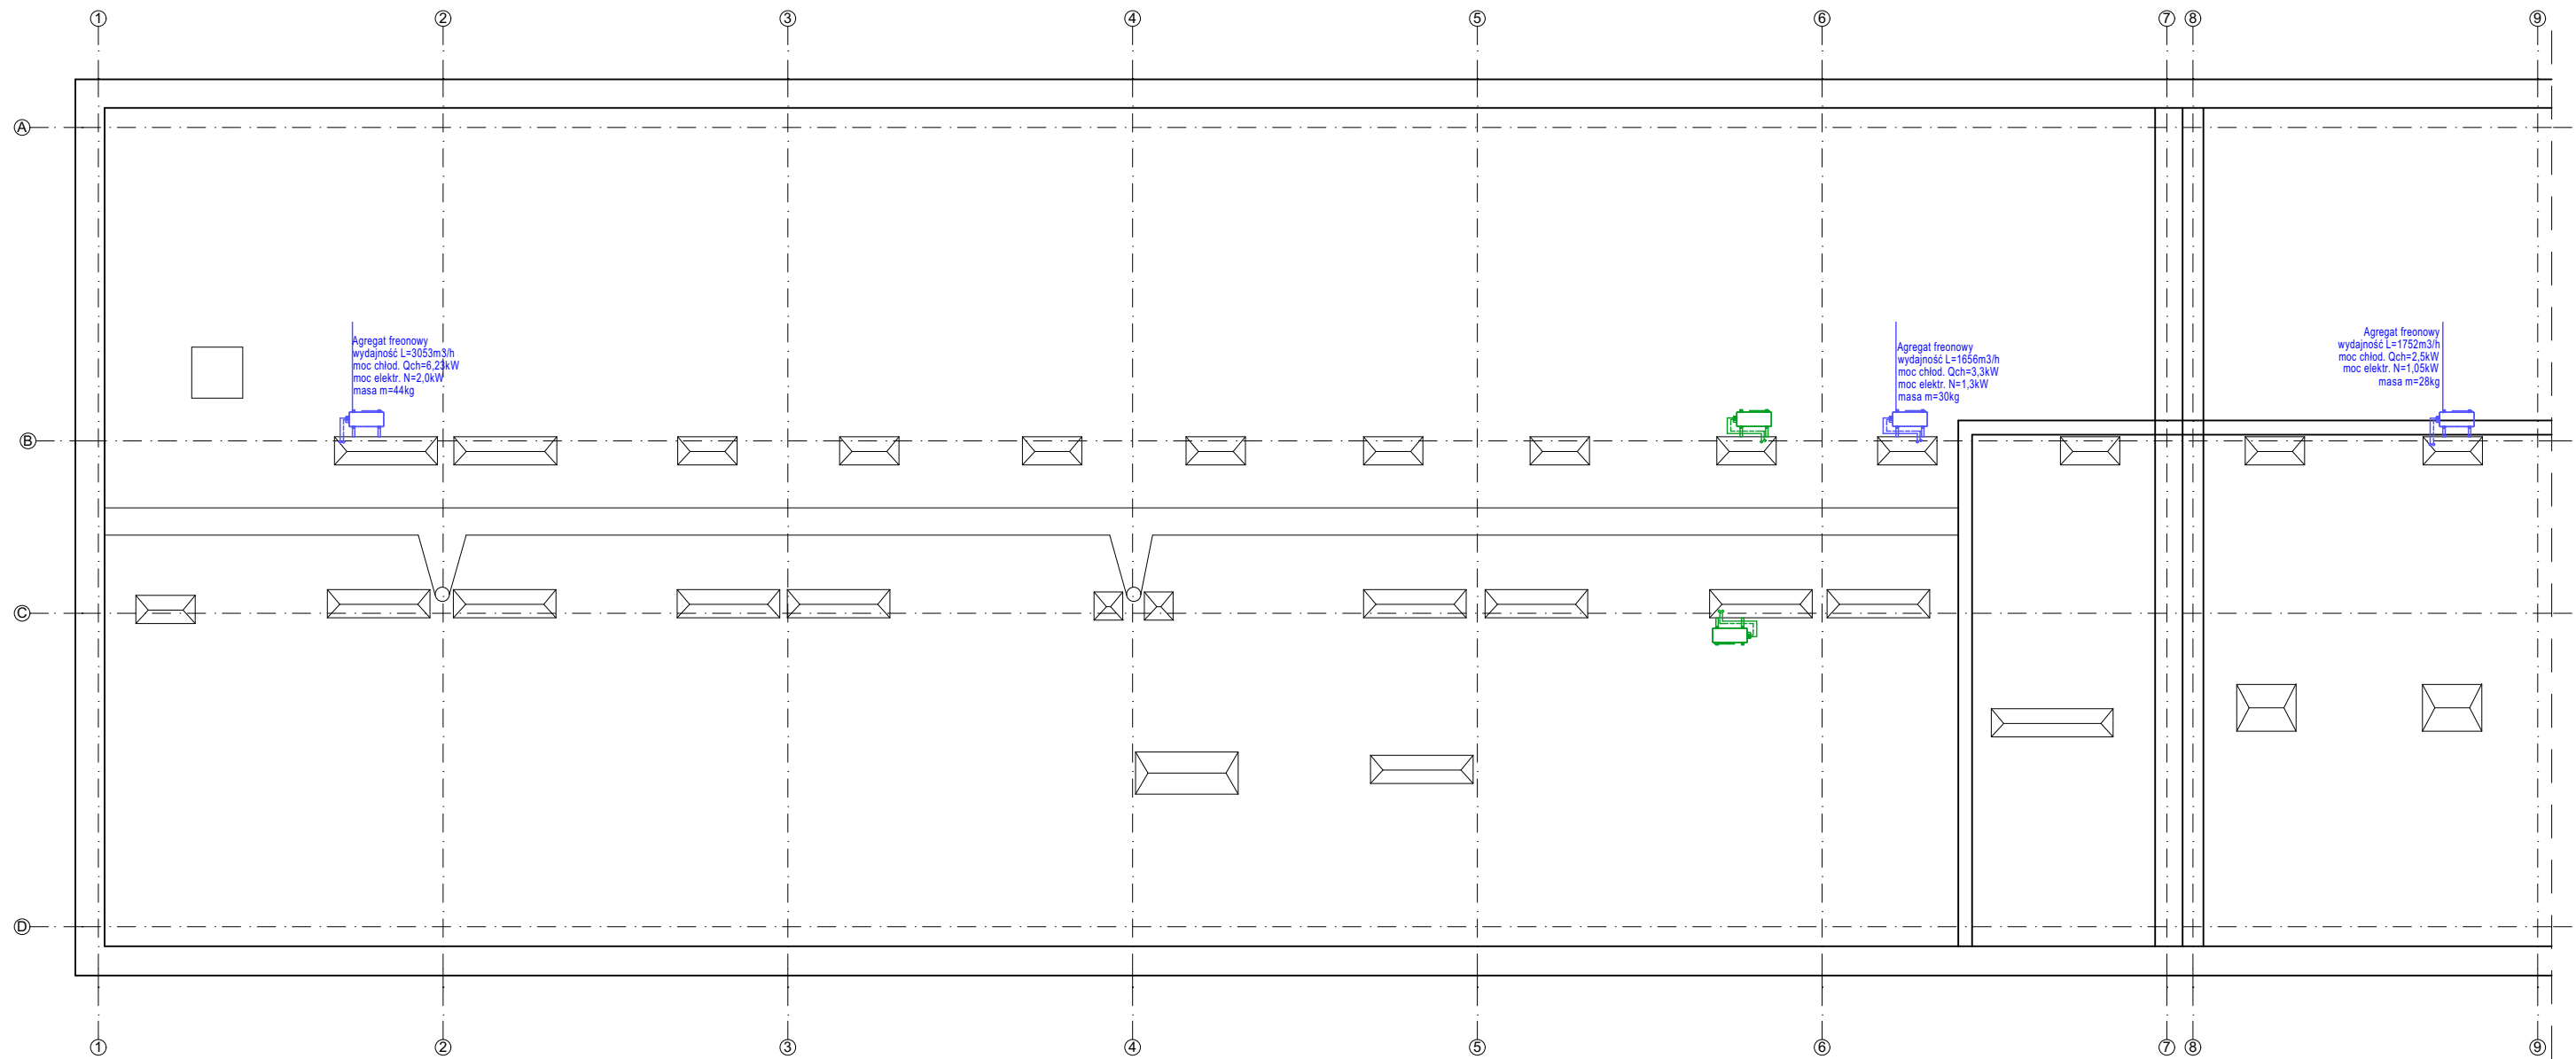 1 2 3 4 5 6 7 8 9
A
Agregat freonowy
wydajność L=3053m3/h
moc chłod. Qch=6,23kW
moc elektr. N=2,0kW
masa m=44kg
Agregat freonowy
wydajność L=1656m3/h
moc chłod. Qch=3,3kW
moc elektr. N=1,3kW
masa m=30kg
Agregat freonowy
wydajność L=1752m3/h
moc chłod. Qch=2,5kW
moc elektr. N=1,05kW
masa m=28kg
B
C
D
1 2 3 4 5 6 7 8 9